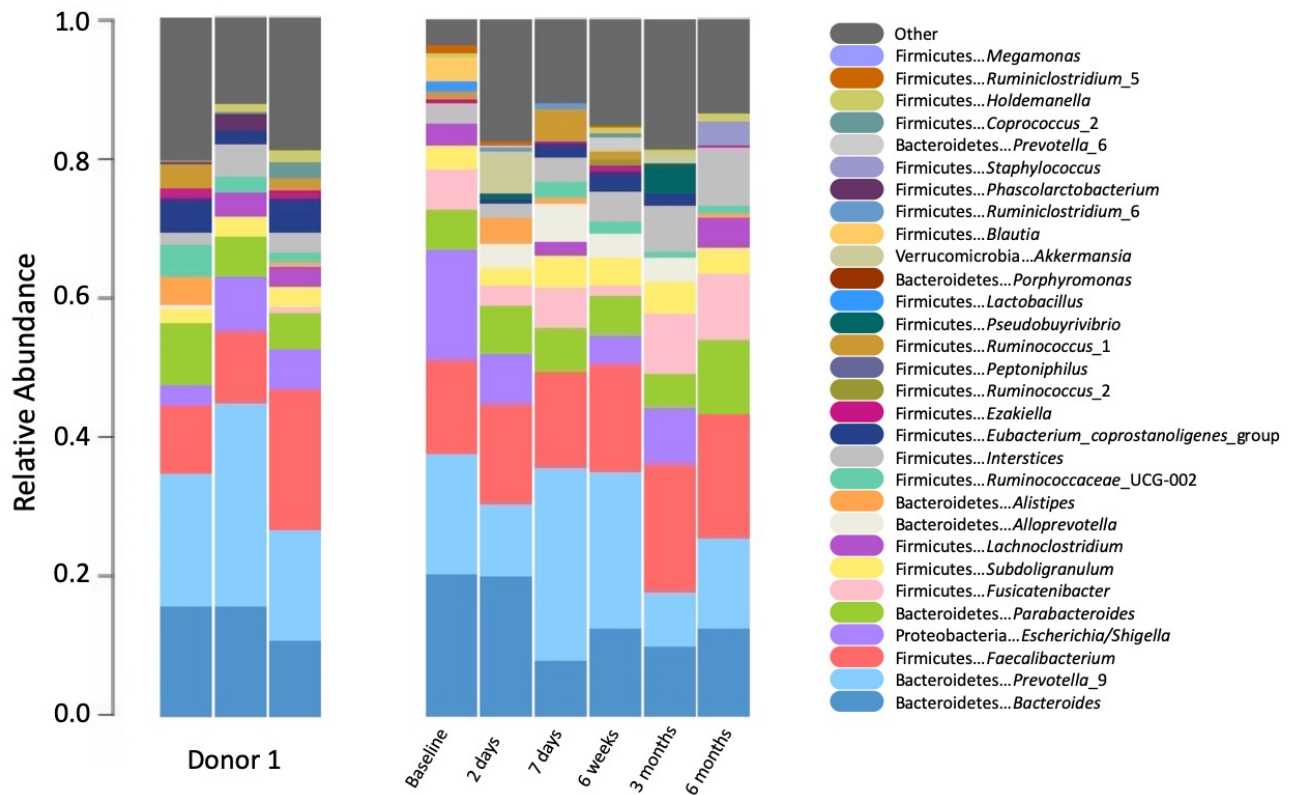 Relative Abundance
1.0
0.8
0.6
0.4
0.2
0.0
Donor 1
Baseline
2 days
7 days
6 weeks
3 months
6 months
Other
Firmicutes...Megamonas
Firmicutes...Ruminiclostridium_5
Firmicutes...Holdemanella
Firmicutes...Coprococcus_2
Bacteroidetes...Prevotella_6
Firmicutes...Staphylococcus
Firmicutes...Phascolarctobacterium
Firmicutes...Ruminiclostridium_6
Firmicutes...Blautia
Verrucomicrobia...Akkermansia
Bacteroidetes...Porphyromonas
Firmicutes...Lactobacillus
Firmicutes...Pseudobuyrivibrio
Firmicutes...Ruminococcus_1
Firmicutes...Peptoniphilus
Firmicutes...Ruminococcus_2
Firmicutes...Ezakiella
Firmicutes...Eubacterium_coprostanoligenes_group
Firmicutes...Interstices
Firmicutes...Ruminococcaceae_UCG-002
Bacteroidetes...Alistipes
Bacteroidetes...Alloprevotella
Firmicutes...Lachnoclostridium
Firmicutes...Subdoligranulum
Firmicutes...Fusicatenibacter
Bacteroidetes...Parabacteroides
Proteobacteria...Escherichia/Shigella
Firmicutes...Faecalibacterium
Bacteroidetes...Prevotella_9
Bacteroidetes...Bacteroides